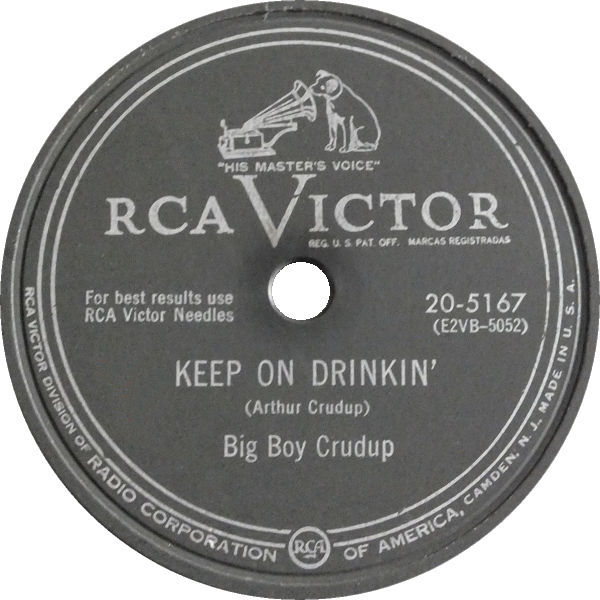 "HIS MASTER'S VOICE"
RCA VICTOR
REG. U. S. PAT. OFF. MARCAS REGISTRADAS
For best results use
RCA Victor Needles
20-5167
(E2VB-5052)
KEEP ON DRINKIN'
(Arthur Crudup)
Big Boy Crudup
RCA VICTOR DIVISION OF RADIO CORPORATION OF AMERICA, CAMDEN, N. J. MADE IN U. S. A.
RCA